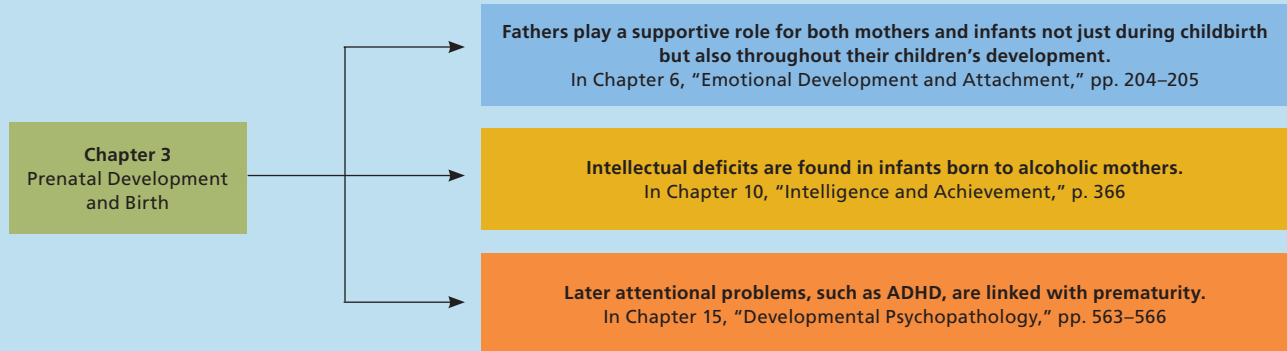 Chapter 3
Prenatal Development
and Birth
Fathers play a supportive role for both mothers and infants not just during childbirth
but also throughout their children’s development.
In Chapter 6, “Emotional Development and Attachment,” pp. 204–205
Intellectual deficits are found in infants born to alcoholic mothers.
In Chapter 10, “Intelligence and Achievement,” p. 366
Later attentional problems, such as ADHD, are linked with prematurity.
In Chapter 15, “Developmental Psychopathology,” pp. 563–566